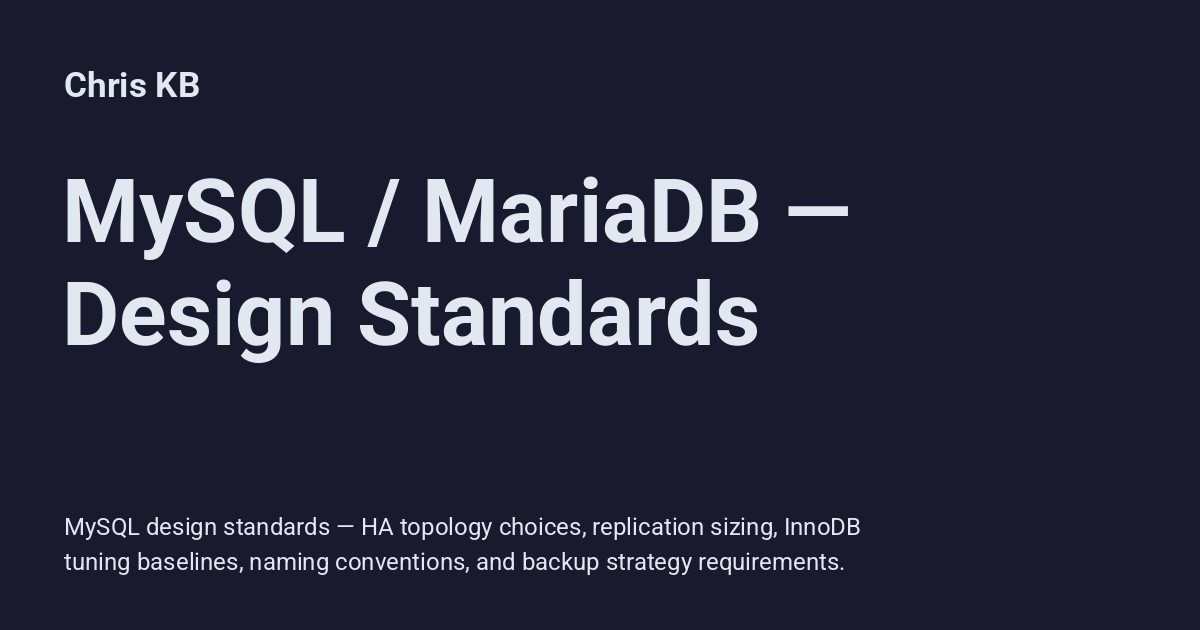 Chris KB
MySQL / MariaDB —
Design Standards
MySQL design standards — HA topology choices, replication sizing, InnoDB
tuning baselines, naming conventions, and backup strategy requirements.